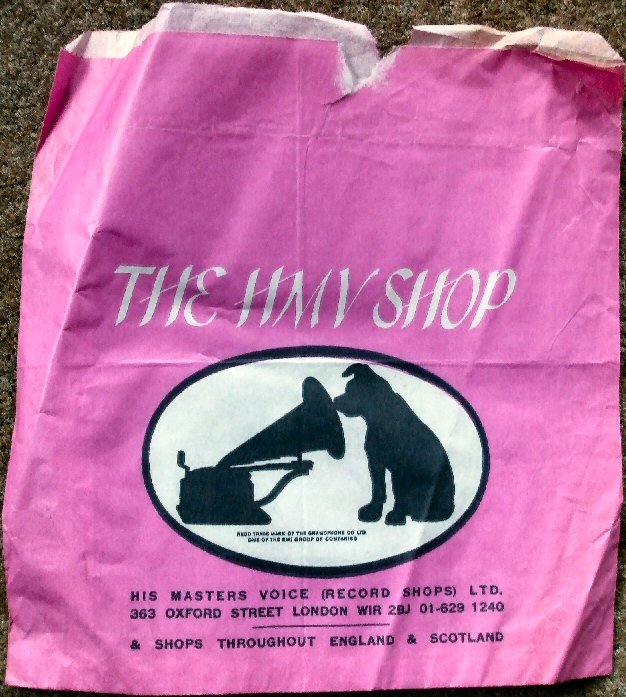 THE HMV SHOP
REGD TRADE MARK OF THE GRAMOPHONE CO LTD
ONE OF THE EMI GROUP OF COMPANIES
HIS MASTERS VOICE (RECORD SHOPS) LTD.
363 OXFORD STREET LONDON WIR 2BJ 01-629 1240
& SHOPS THROUGHOUT ENGLAND & SCOTLAND